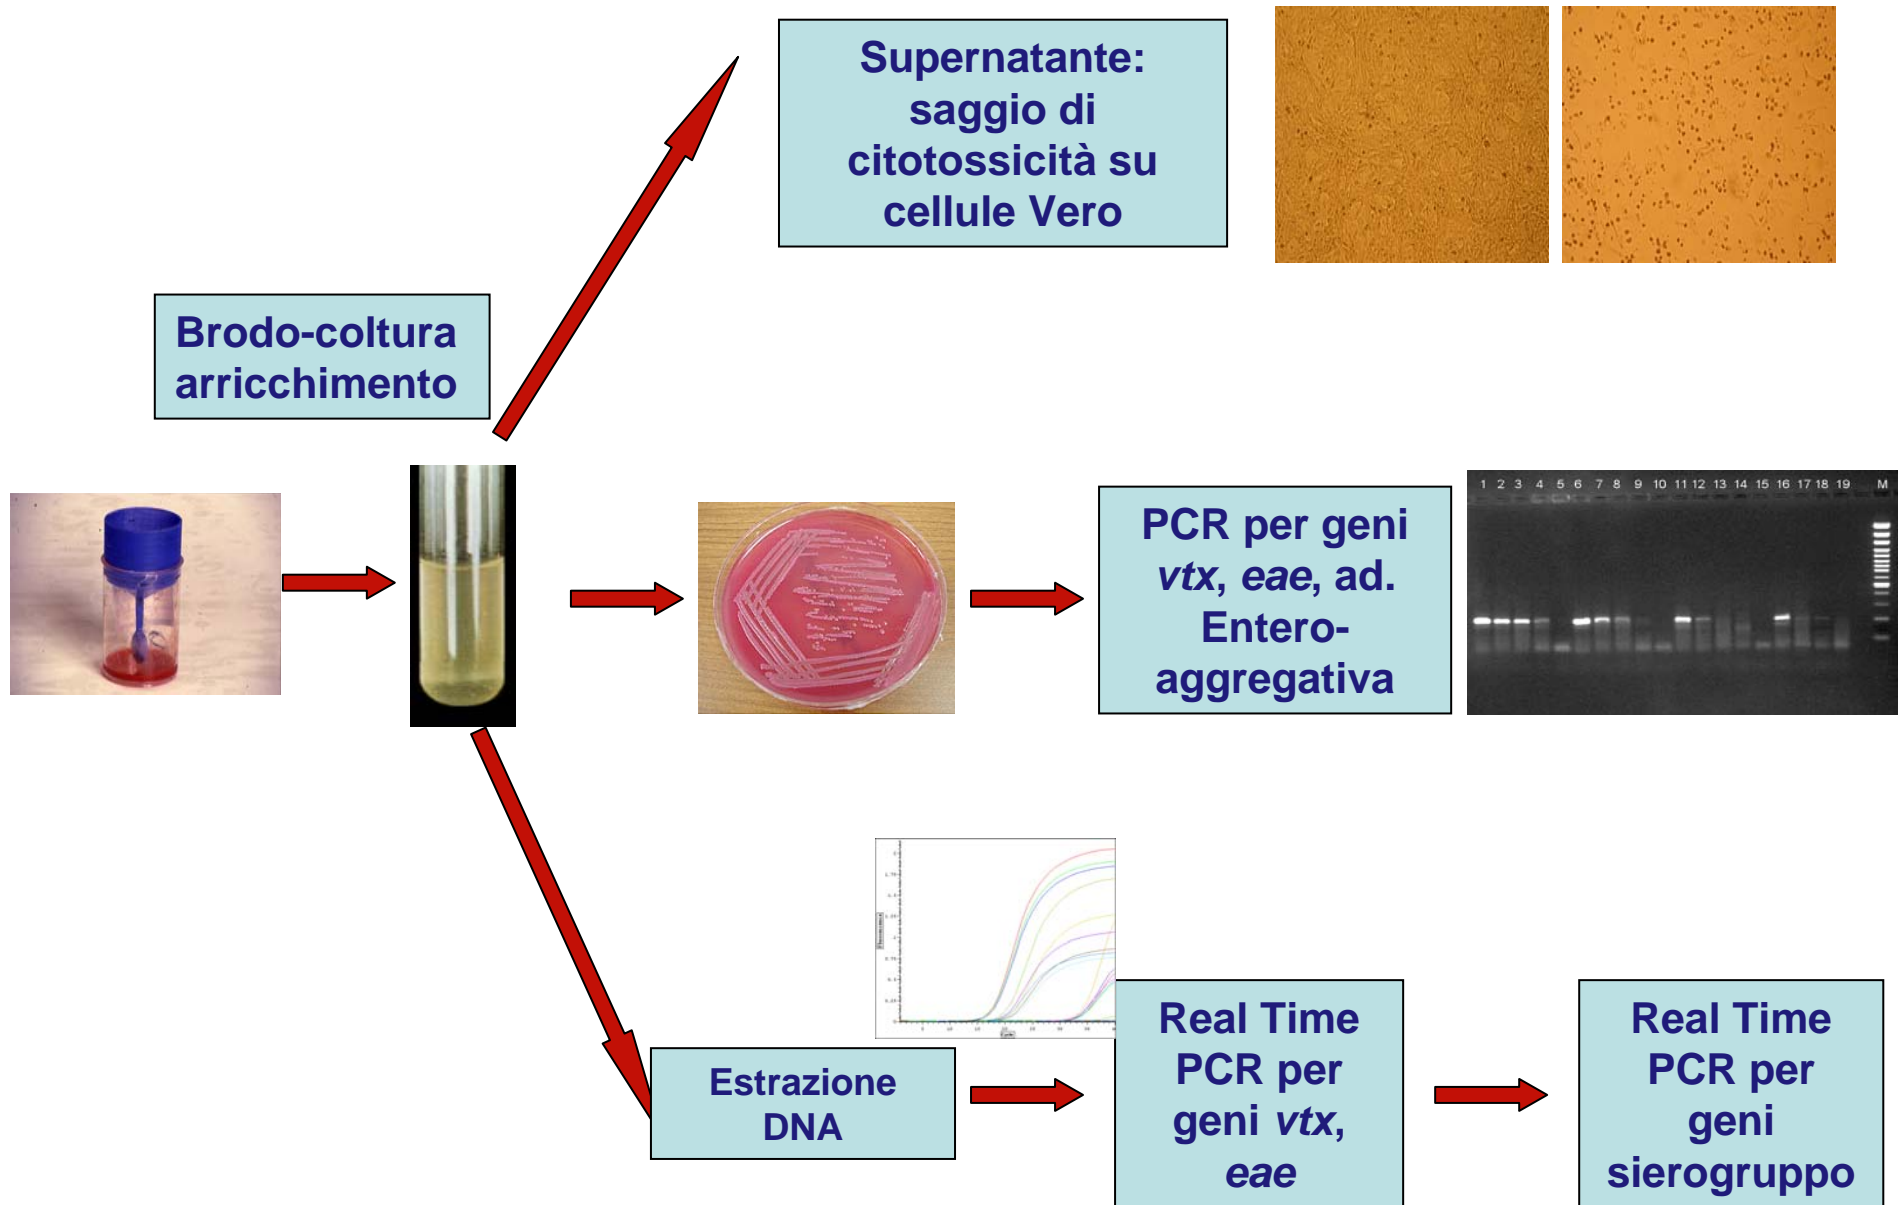 Supernatante:
saggio di
citotossicità su
cellule Vero
Brodo-coltura
arricchimento
PCR per geni
vtx, eae, ad.
Entero-
aggregativa
1 2 3 4 5 6 7 8 9 10 11 12 13 14 15 16 17 18 19 M
Estrazione
DNA
Real Time
PCR per
geni vtx,
eae
Real Time
PCR per
geni
sierogruppo